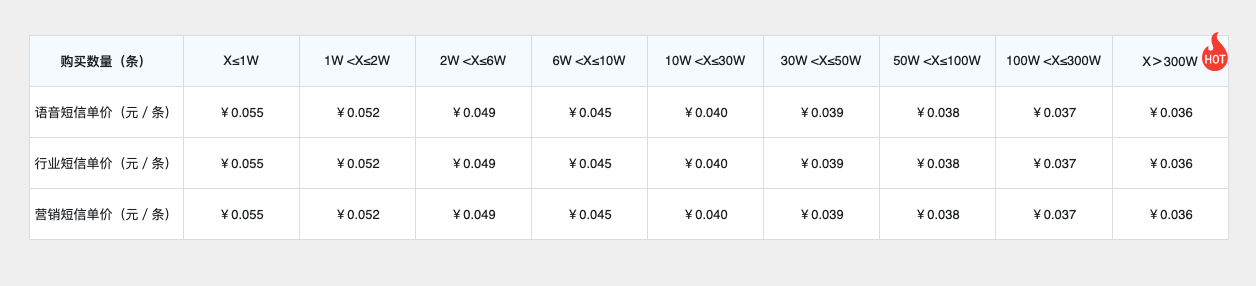 购买数量（条） X≤1W 1W <X≤2W 2W <X≤6W 6W <X≤10W 10W <X≤30W 30W <X≤50W 50W <X≤100W 100W <X≤300W X＞300W HOT
语音短信单价（元 / 条） ￥0.055 ￥0.052 ￥0.049 ￥0.045 ￥0.040 ￥0.039 ￥0.038 ￥0.037 ￥0.036
行业短信单价（元 / 条） ￥0.055 ￥0.052 ￥0.049 ￥0.045 ￥0.040 ￥0.039 ￥0.038 ￥0.037 ￥0.036
营销短信单价（元 / 条） ￥0.055 ￥0.052 ￥0.049 ￥0.045 ￥0.040 ￥0.039 ￥0.038 ￥0.037 ￥0.036